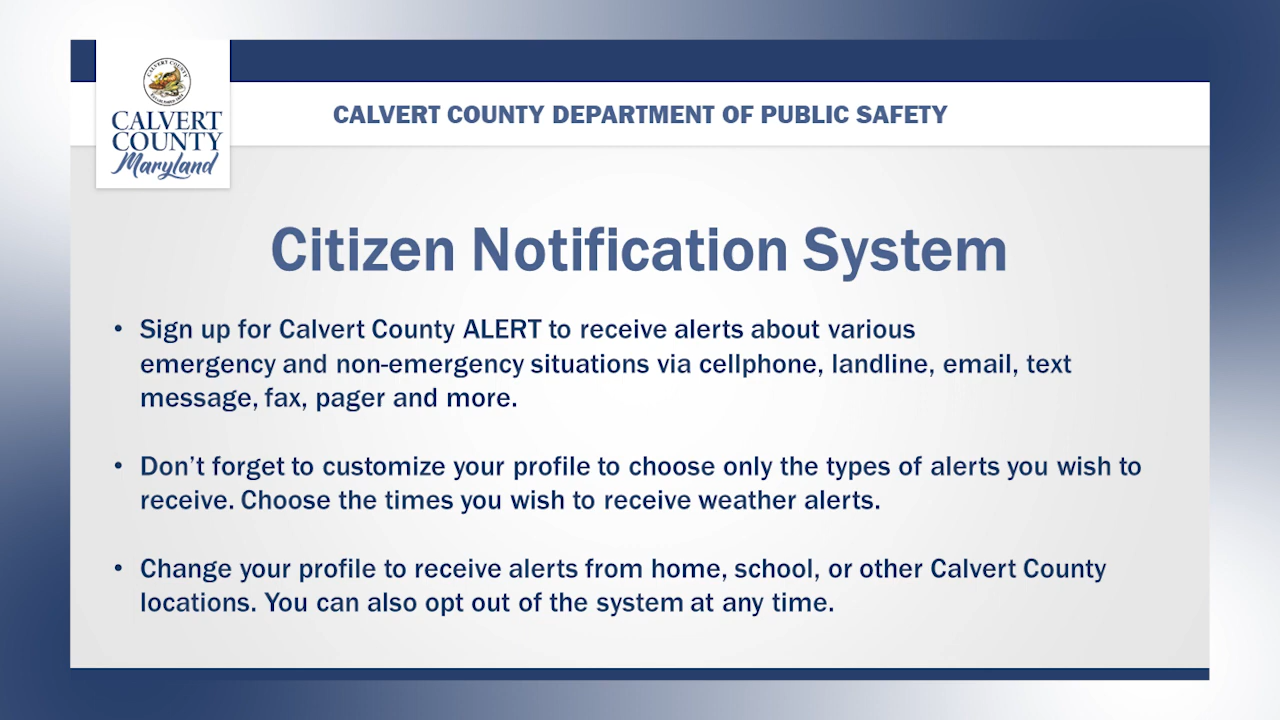 CALVERT COUNTY
CALVERT
COUNTY
Maryland
CALVERT COUNTY DEPARTMENT OF PUBLIC SAFETY
Citizen Notification System
• Sign up for Calvert County ALERT to receive alerts about various
emergency and non-emergency situations via cellphone, landline, email, text
message, fax, pager and more.
• Don’t forget to customize your profile to choose only the types of alerts you wish to
receive. Choose the times you wish to receive weather alerts.
• Change your profile to receive alerts from home, school, or other Calvert County
locations. You can also opt out of the system at any time.